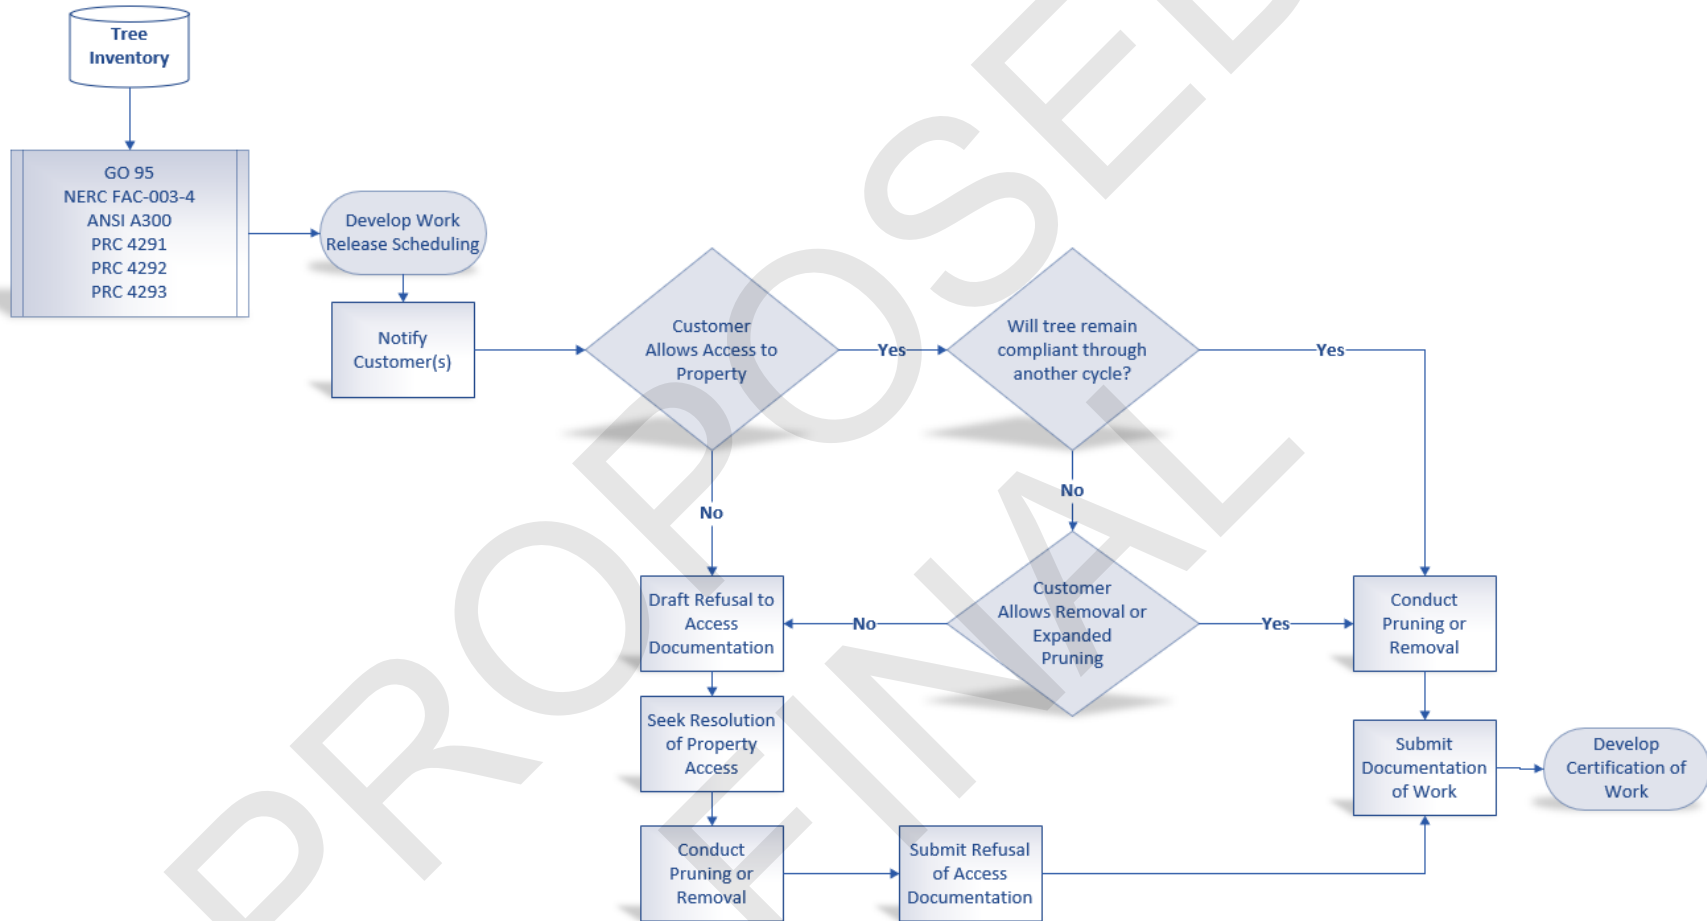 Tree
Inventory
GO 95
NERC FAC-003-4
ANSI A300
PRC 4291
PRC 4292
PRC 4293
Develop Work
Release Scheduling
Notify
Customer(s)
Customer
Allows Access to
Property
Yes
Will tree remain
compliant through
another cycle?
Yes
No
No
Draft Refusal to
Access
Documentation
No
Customer
Allows Removal or
Expanded
Pruning
Yes
Conduct
Pruning or
Removal
Seek Resolution
of Property
Access
Submit
Documentation
of Work
Develop
Certification of
Work
Conduct
Pruning or
Removal
Submit Refusal
of Access
Documentation
PROPOSED
FINAL